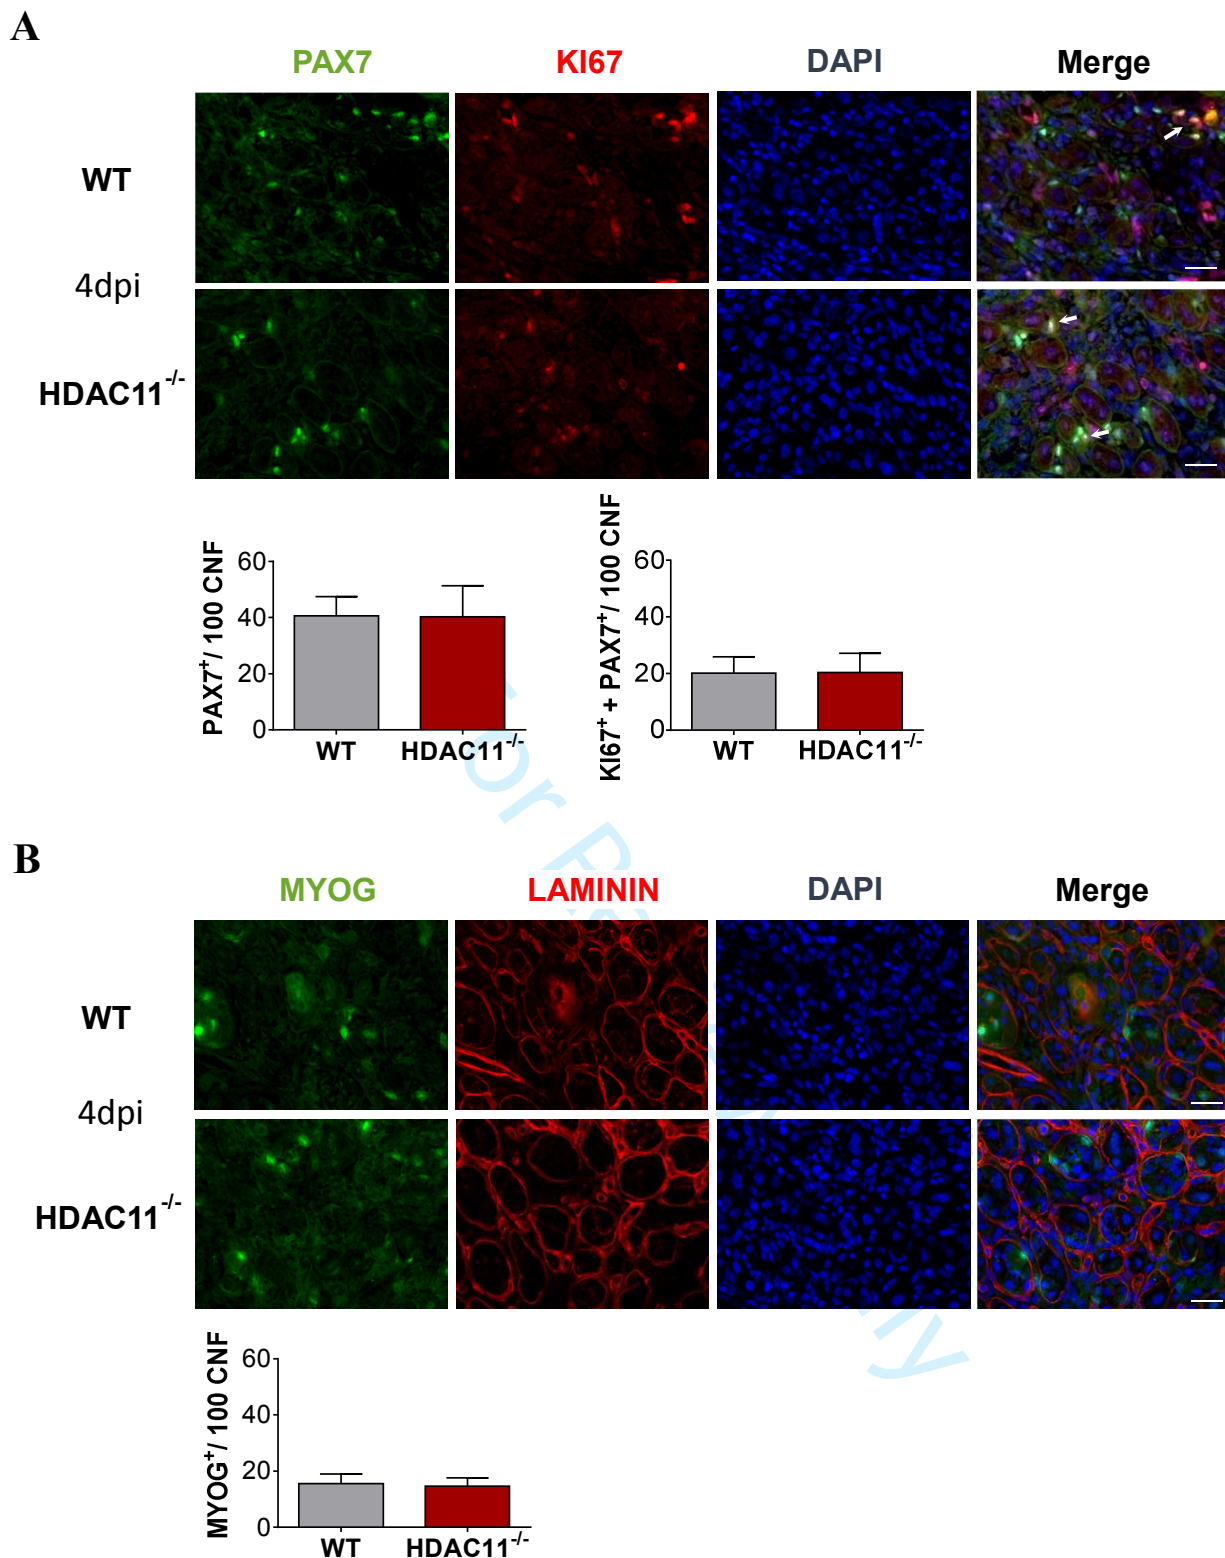 A
PAX7 KI67 DAPI Merge
WT
4dpi
HDAC11-/-
PAX7+/ 100 CNF
60
40
20
0
WT HDAC11-/-
KI67+ + PAX7+/ 100 CNF
60
40
20
0
WT HDAC11-/-
B
MYOG LAMININ DAPI Merge
WT
4dpi
HDAC11-/-
MYOG+/ 100 CNF
60
40
20
0
WT HDAC11-/-